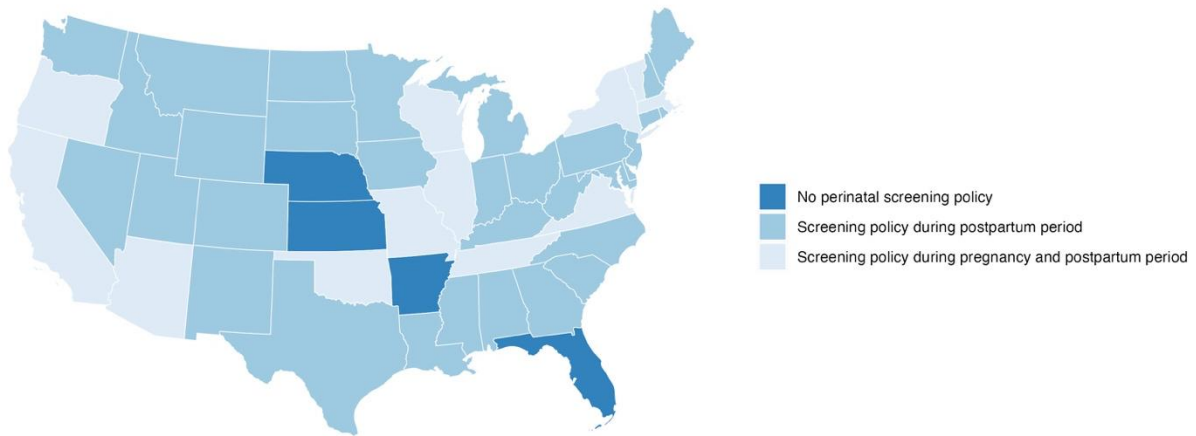 No perinatal screening policy
Screening policy during postpartum period
Screening policy during pregnancy and postpartum period